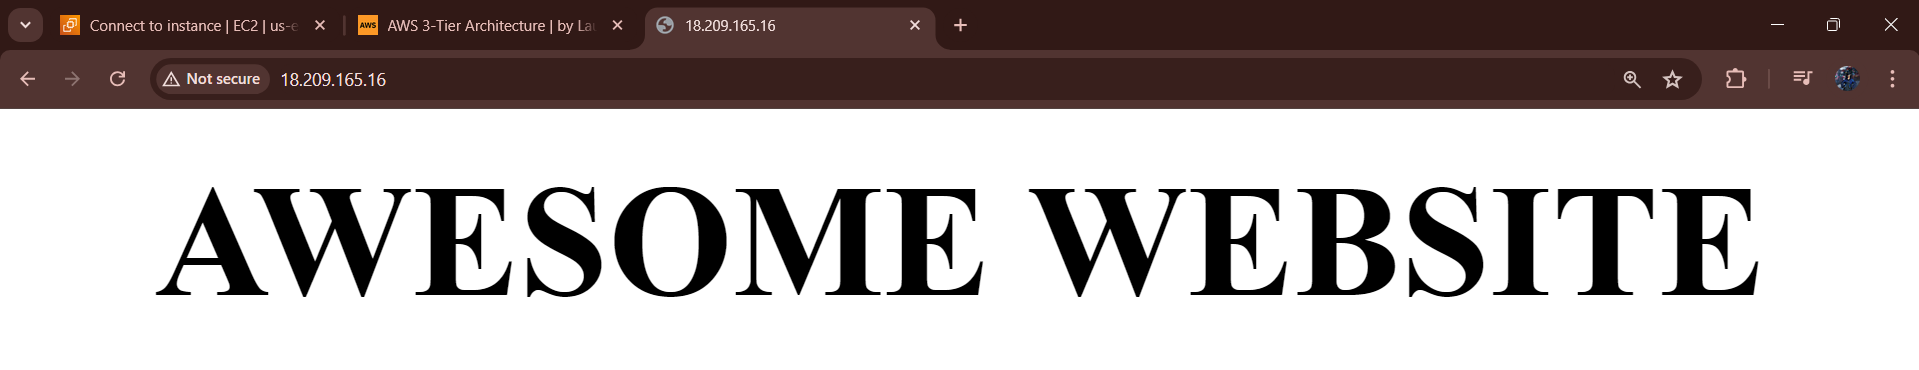 Connect to instance | EC2 | us-e
AWS 3-Tier Architecture | by Lau
18.209.165.16
Not secure
18.209.165.16
AWESOME WEBSITE